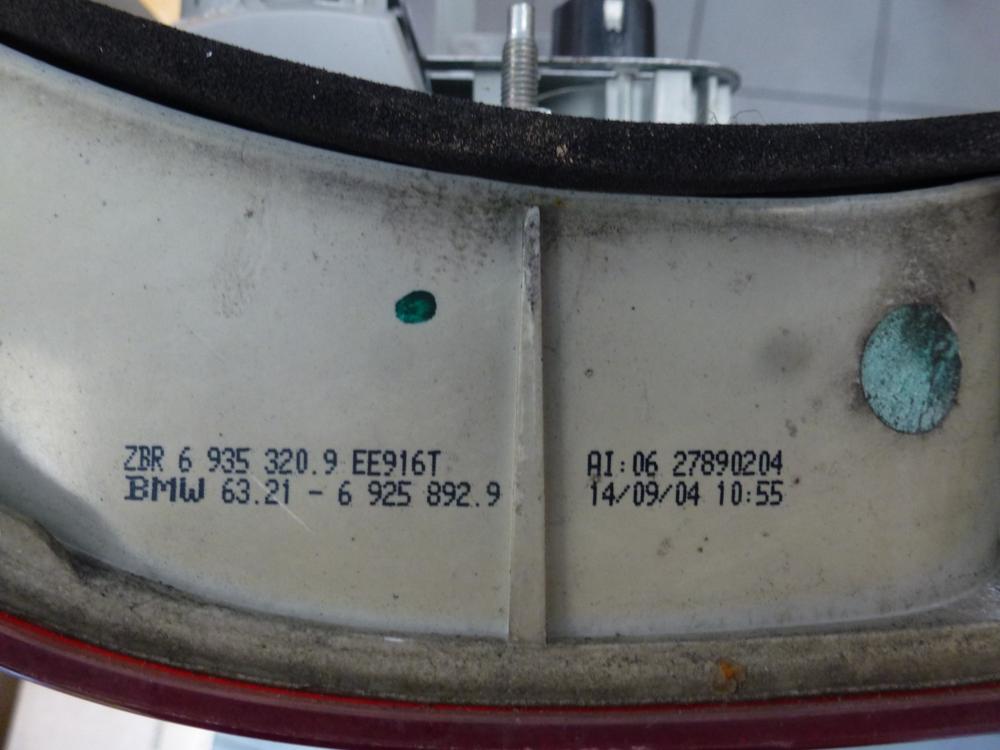 ZBR 6 935 320.9 EE916T
BMW 63.21 - 6 925 892.9
AI:06 27890204
14/09/04 10:55